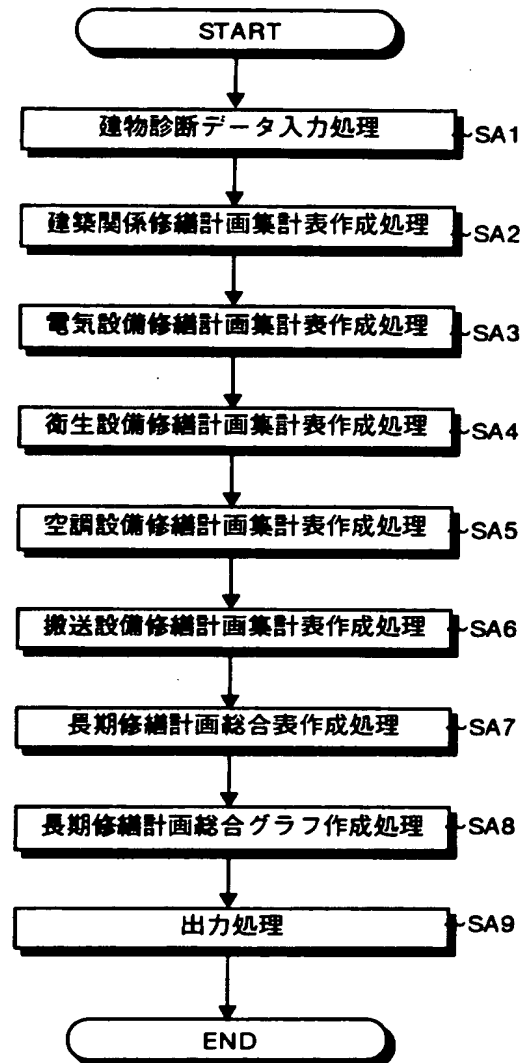 START
建物診断データ入力処理 SA1
建築関係修繕計画集計表作成処理 SA2
電気設備修繕計画集計表作成処理 SA3
衛生設備修繕計画集計表作成処理 SA4
空調設備修繕計画集計表作成処理 SA5
搬送設備修繕計画集計表作成処理 SA6
長期修繕計画総合表作成処理 SA7
長期修繕計画総合グラフ作成処理 SA8
出力処理 SA9
END